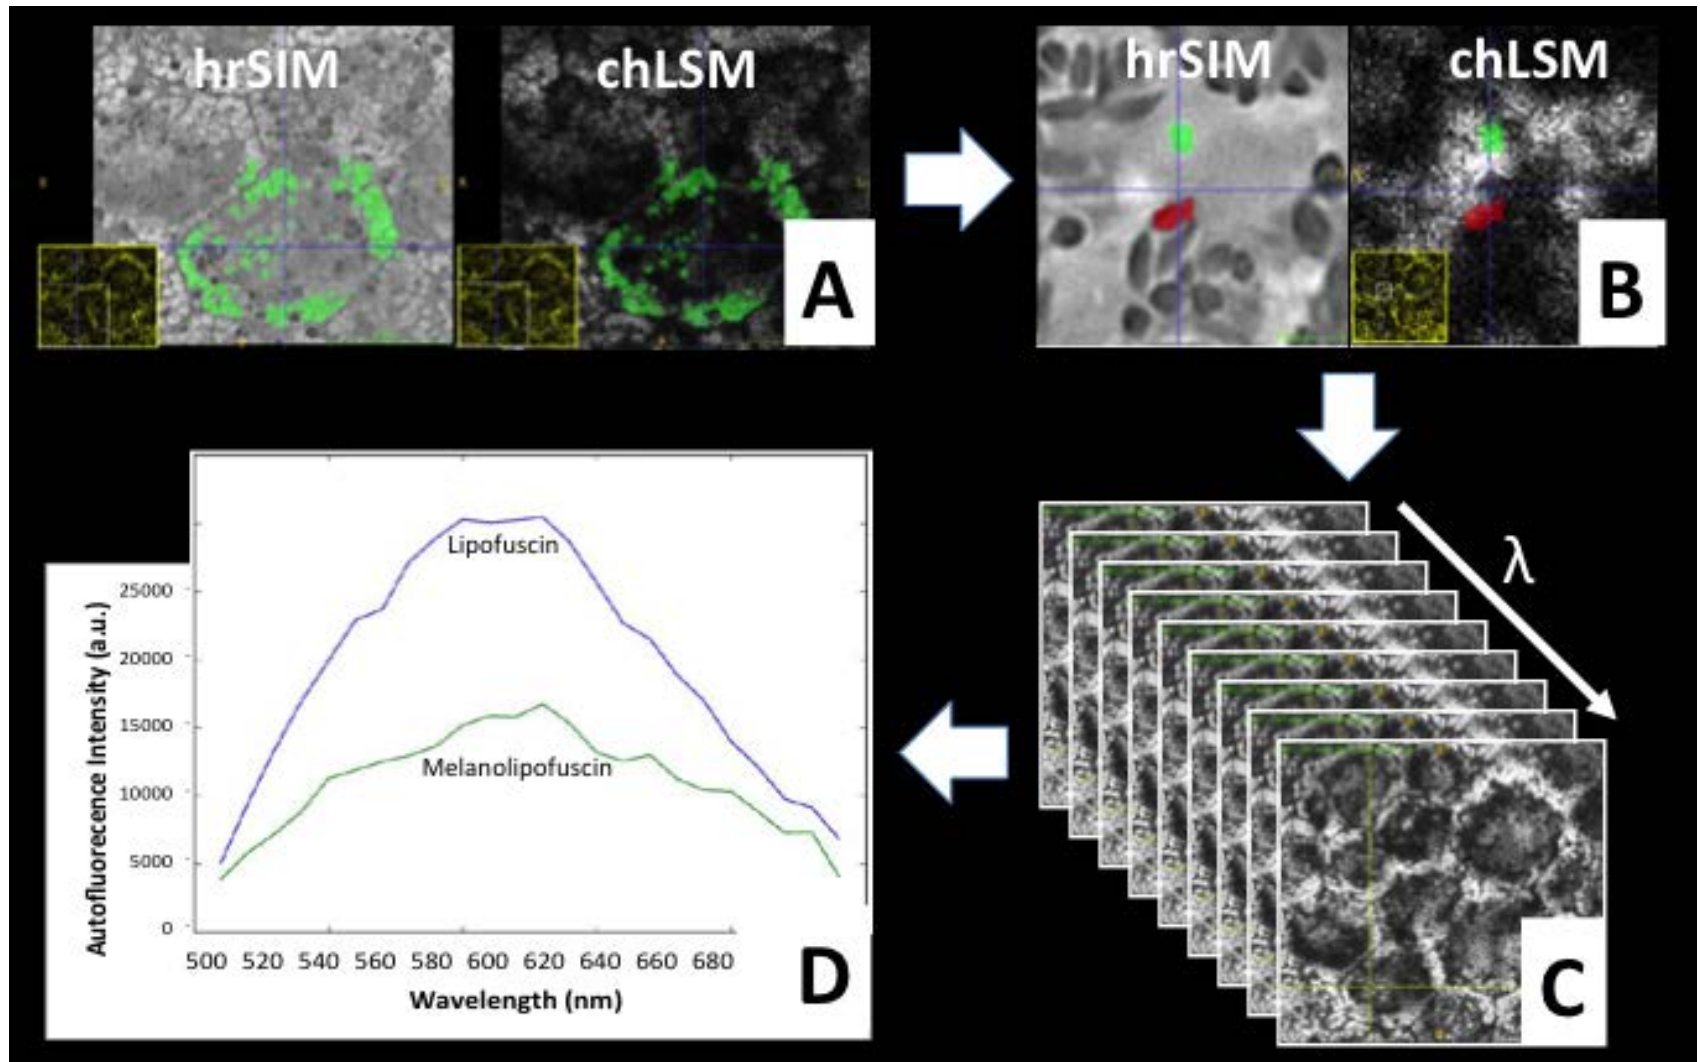 hrSIM
chLSM
A
hrSIM
chLSM
B
λ
C
Lipofuscin
Melanolipofuscin
Autofluorecence Intensity (a.u.)
25000
20000
15000
10000
5000
0
500 520 540 560 580 600 620 640 660 680
Wavelength (nm)
D